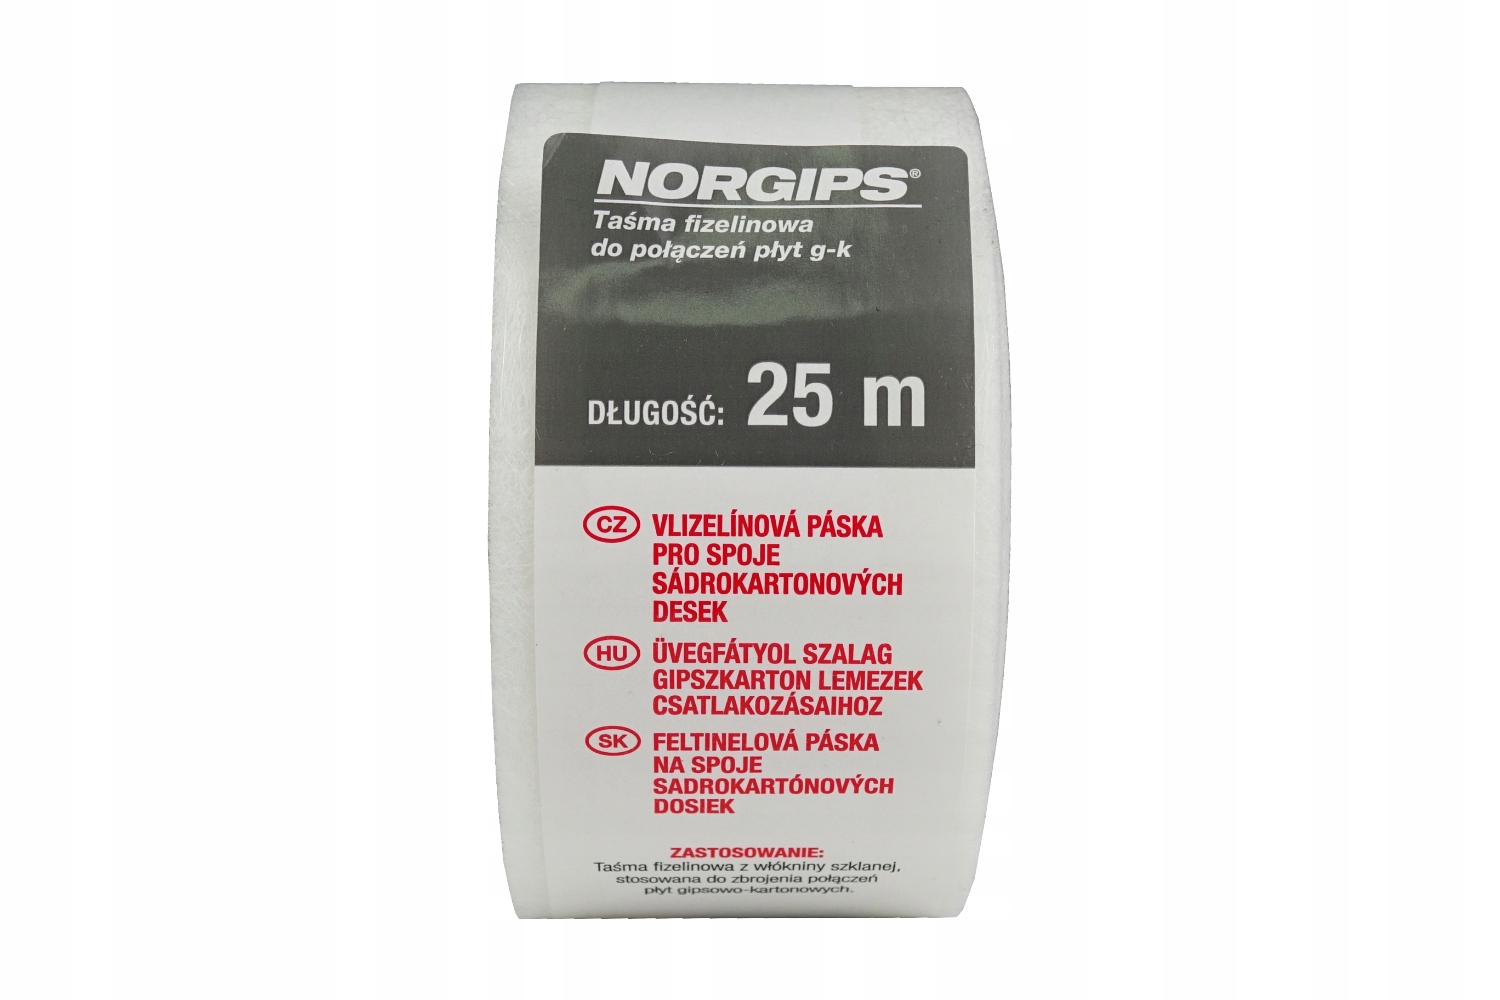 NORGIPS®
Taśma fizelinowa
do połączeń płyt g-k
DŁUGOŚĆ: 25 m
CZ VLIZELÍNOVÁ PÁSKA
PRO SPOJE
SÁDROKARTONOVÝCH
DESEK
HU ÜVEGFÁTYOL SZALAG
GIPSZKARTON LEMEZEK
CSATLAKOZÁSAIHOZ
SK FELTINELOVÁ PÁSKA
NA SPOJE
SADROKARTÓNOVÝCH
DOSIEK
ZASTOSOWANIE:
Taśma fizelinowa z włókniny szklanej,
stosowana do zbrojenia połączeń
płyt gipsowo-kartonowych.